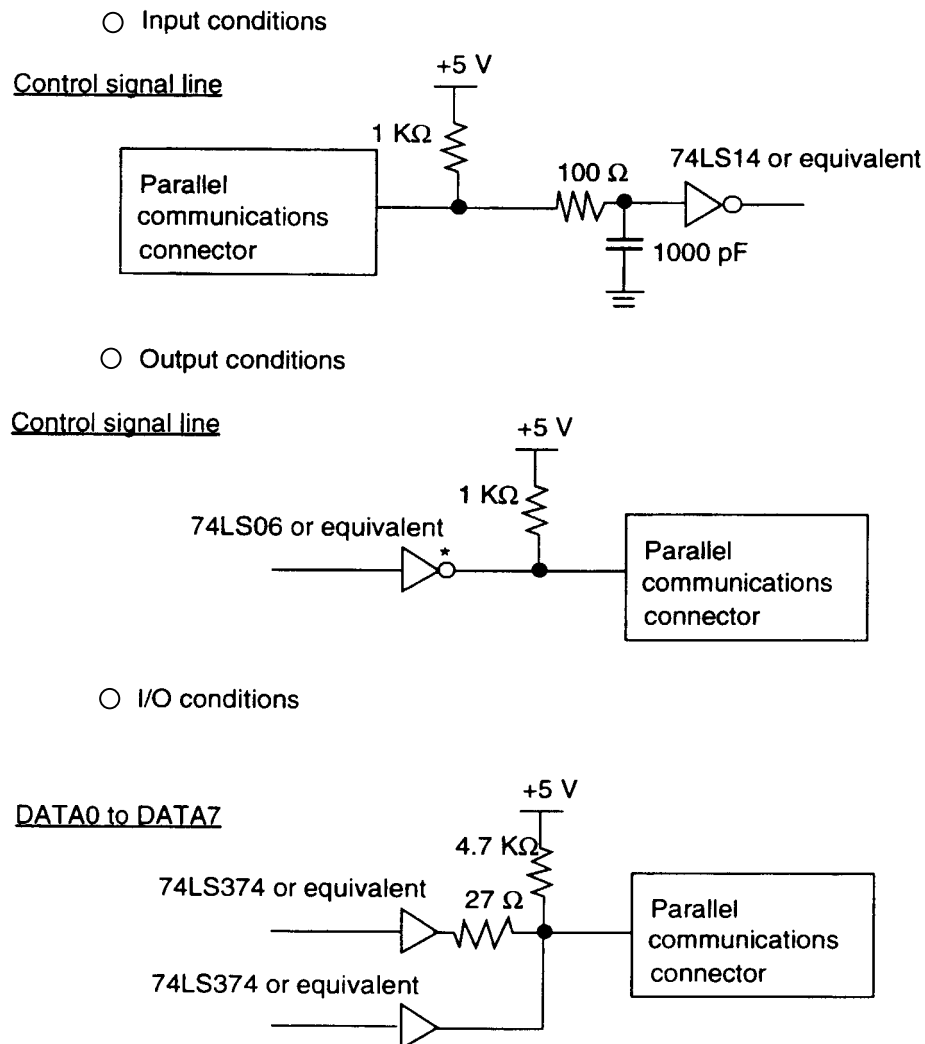 ○ Input conditions
Control signal line
+5 V
1 KΩ
Parallel
communications
connector
100 Ω
74LS14 or equivalent
1000 pF
○ Output conditions
Control signal line
+5 V
1 KΩ
74LS06 or equivalent
*
Parallel
communications
connector
○ I/O conditions
DATA0 to DATA7
+5 V
4.7 KΩ
74LS374 or equivalent
27 Ω
Parallel
communications
connector
74LS374 or equivalent